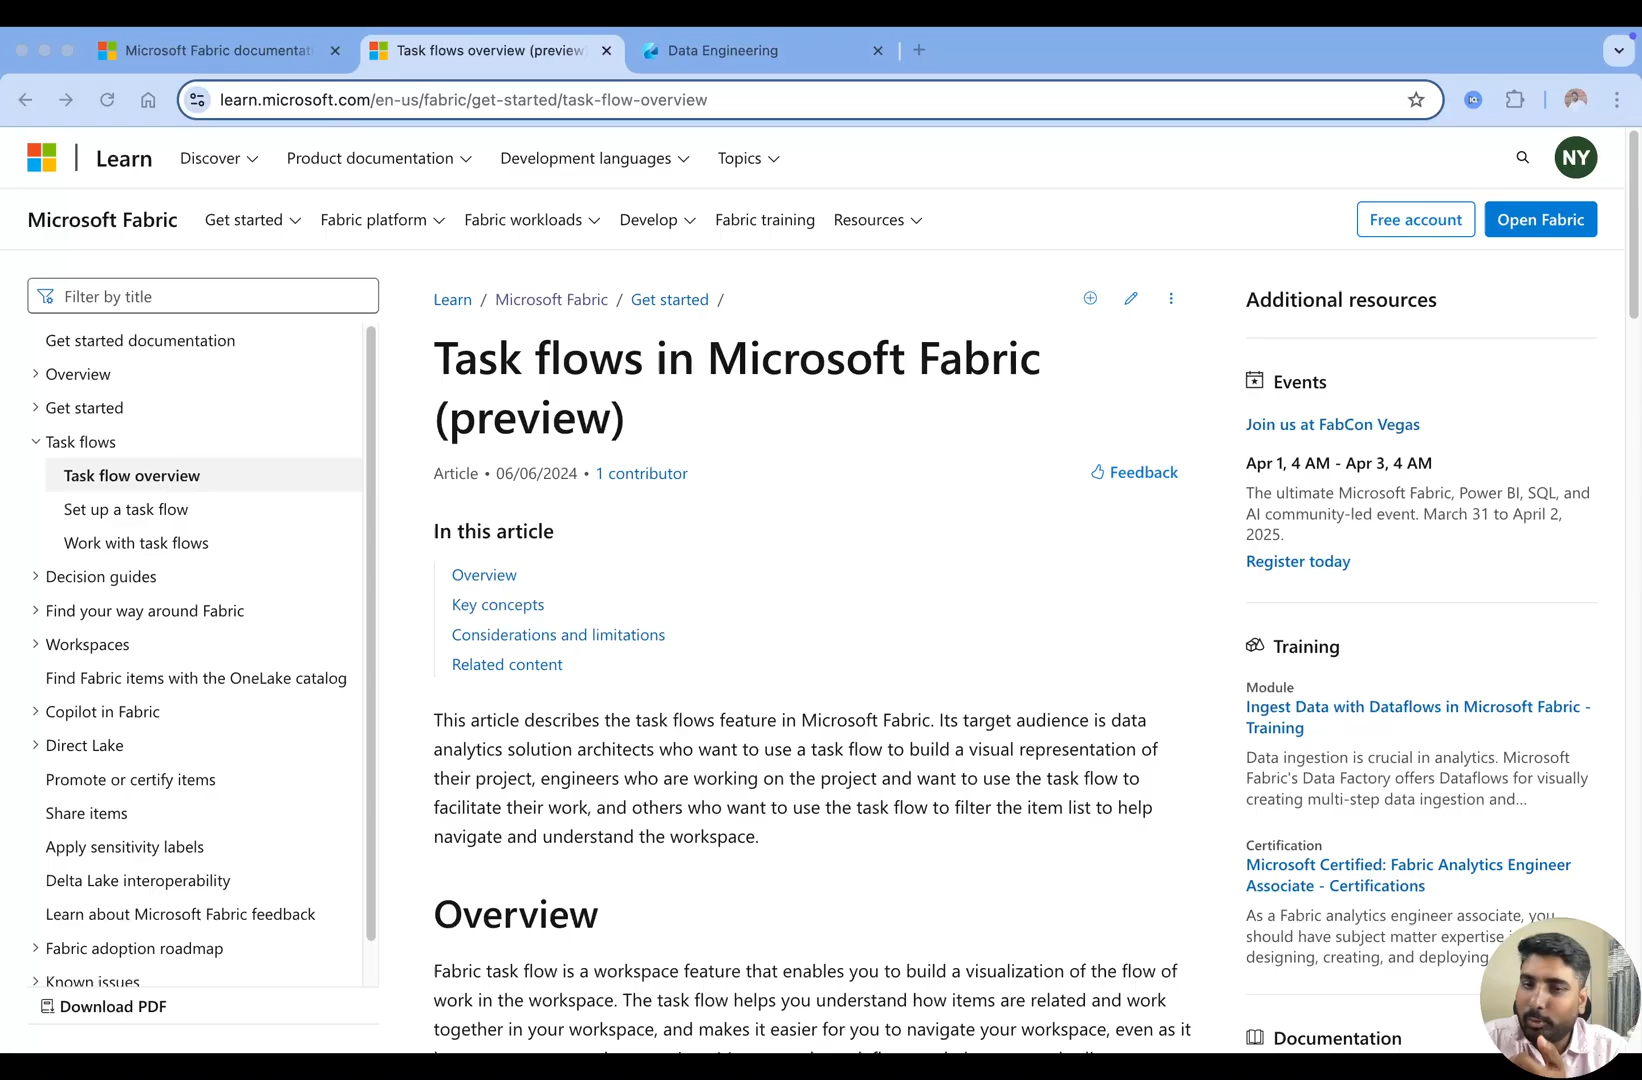 Microsoft Fabric documentat
Task flows overview (preview
Data Engineering
learn.microsoft.com/en-us/fabric/get-started/task-flow-overview
Learn
Discover
Product documentation
Development languages
Topics
NY
Microsoft Fabric
Get started
Fabric platform
Fabric workloads
Develop
Fabric training
Resources
Free account
Open Fabric
Filter by title
Get started documentation
Overview
Get started
Task flows
Task flow overview
Set up a task flow
Work with task flows
Decision guides
Find your way around Fabric
Workspaces
Find Fabric items with the OneLake catalog
Copilot in Fabric
Direct Lake
Promote or certify items
Share items
Apply sensitivity labels
Delta Lake interoperability
Learn about Microsoft Fabric feedback
Fabric adoption roadmap
Known issues
Download PDF
Learn / Microsoft Fabric / Get started /
Task flows in Microsoft Fabric
(preview)
Article • 06/06/2024 • 1 contributor
Feedback
In this article
Overview
Key concepts
Considerations and limitations
Related content
This article describes the task flows feature in Microsoft Fabric. Its target audience is data
analytics solution architects who want to use a task flow to build a visual representation of
their project, engineers who are working on the project and want to use the task flow to
facilitate their work, and others who want to use the task flow to filter the item list to help
navigate and understand the workspace.
Overview
Fabric task flow is a workspace feature that enables you to build a visualization of the flow of
work in the workspace. The task flow helps you understand how items are related and work
together in your workspace, and makes it easier for you to navigate your workspace, even as it
Additional resources
Events
Join us at FabCon Vegas
Apr 1, 4 AM - Apr 3, 4 AM
The ultimate Microsoft Fabric, Power BI, SQL, and
AI community-led event. March 31 to April 2,
2025.
Register today
Training
Module
Ingest Data with Dataflows in Microsoft Fabric -
Training
Data ingestion is crucial in analytics. Microsoft
Fabric's Data Factory offers Dataflows for visually
creating multi-step data ingestion and...
Certification
Microsoft Certified: Fabric Analytics Engineer
Associate - Certifications
As a Fabric analytics engineer associate, you
should have subject matter expertise
designing, creating, and deploying
Documentation